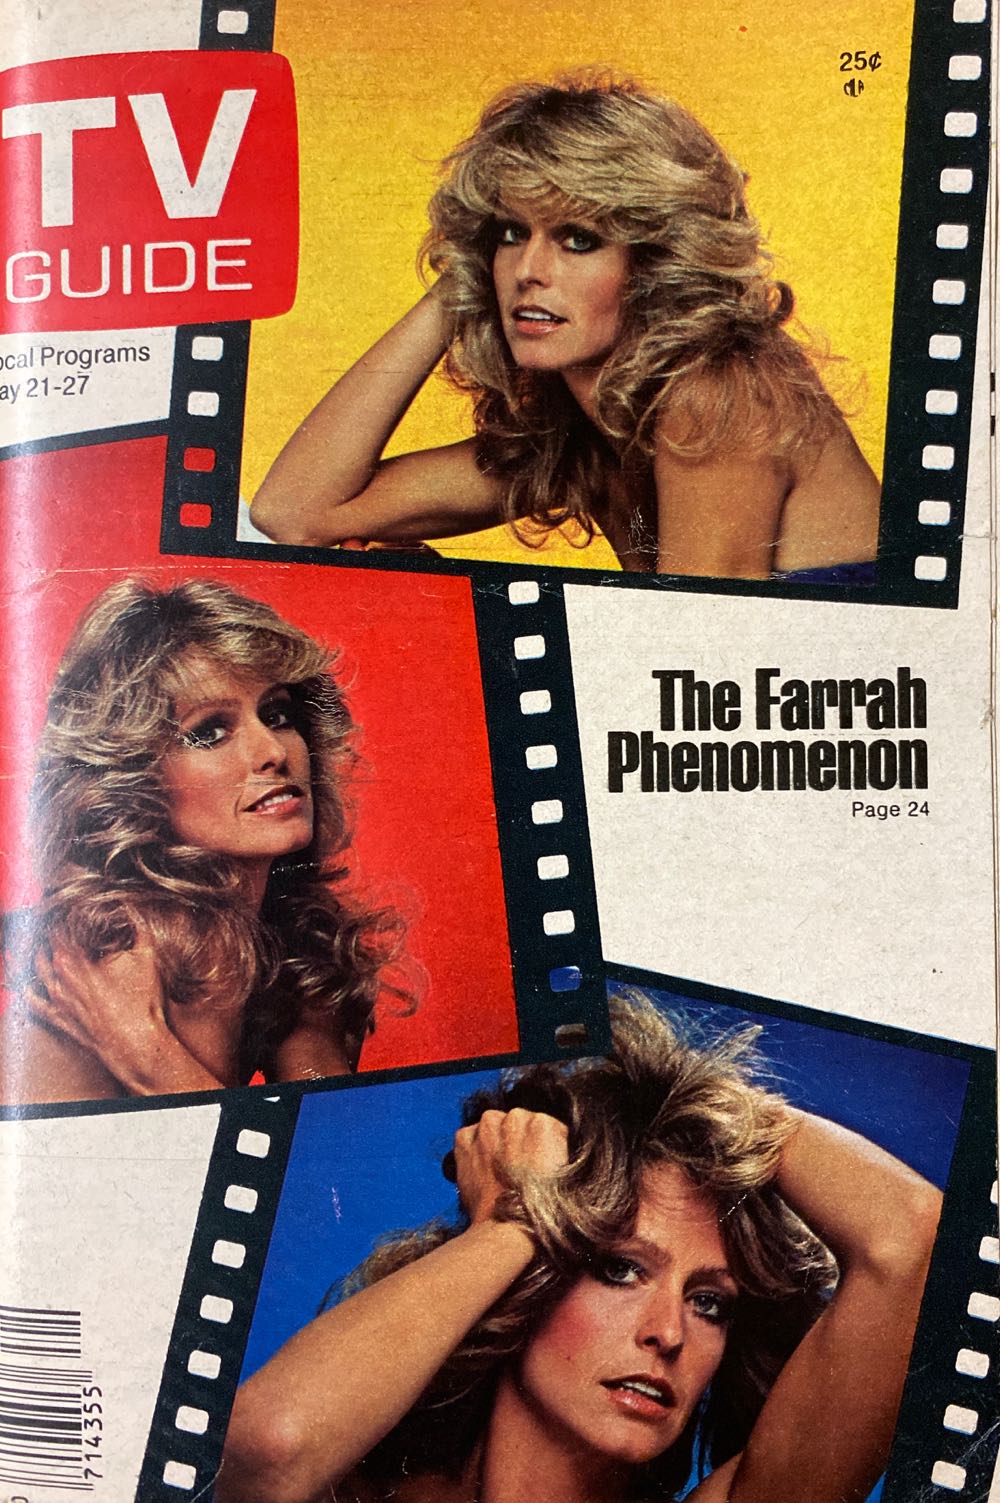 TV
GUIDE
25¢
ocal Programs
ay 21-27
The Farrah
Phenomenon
Page 24
714355